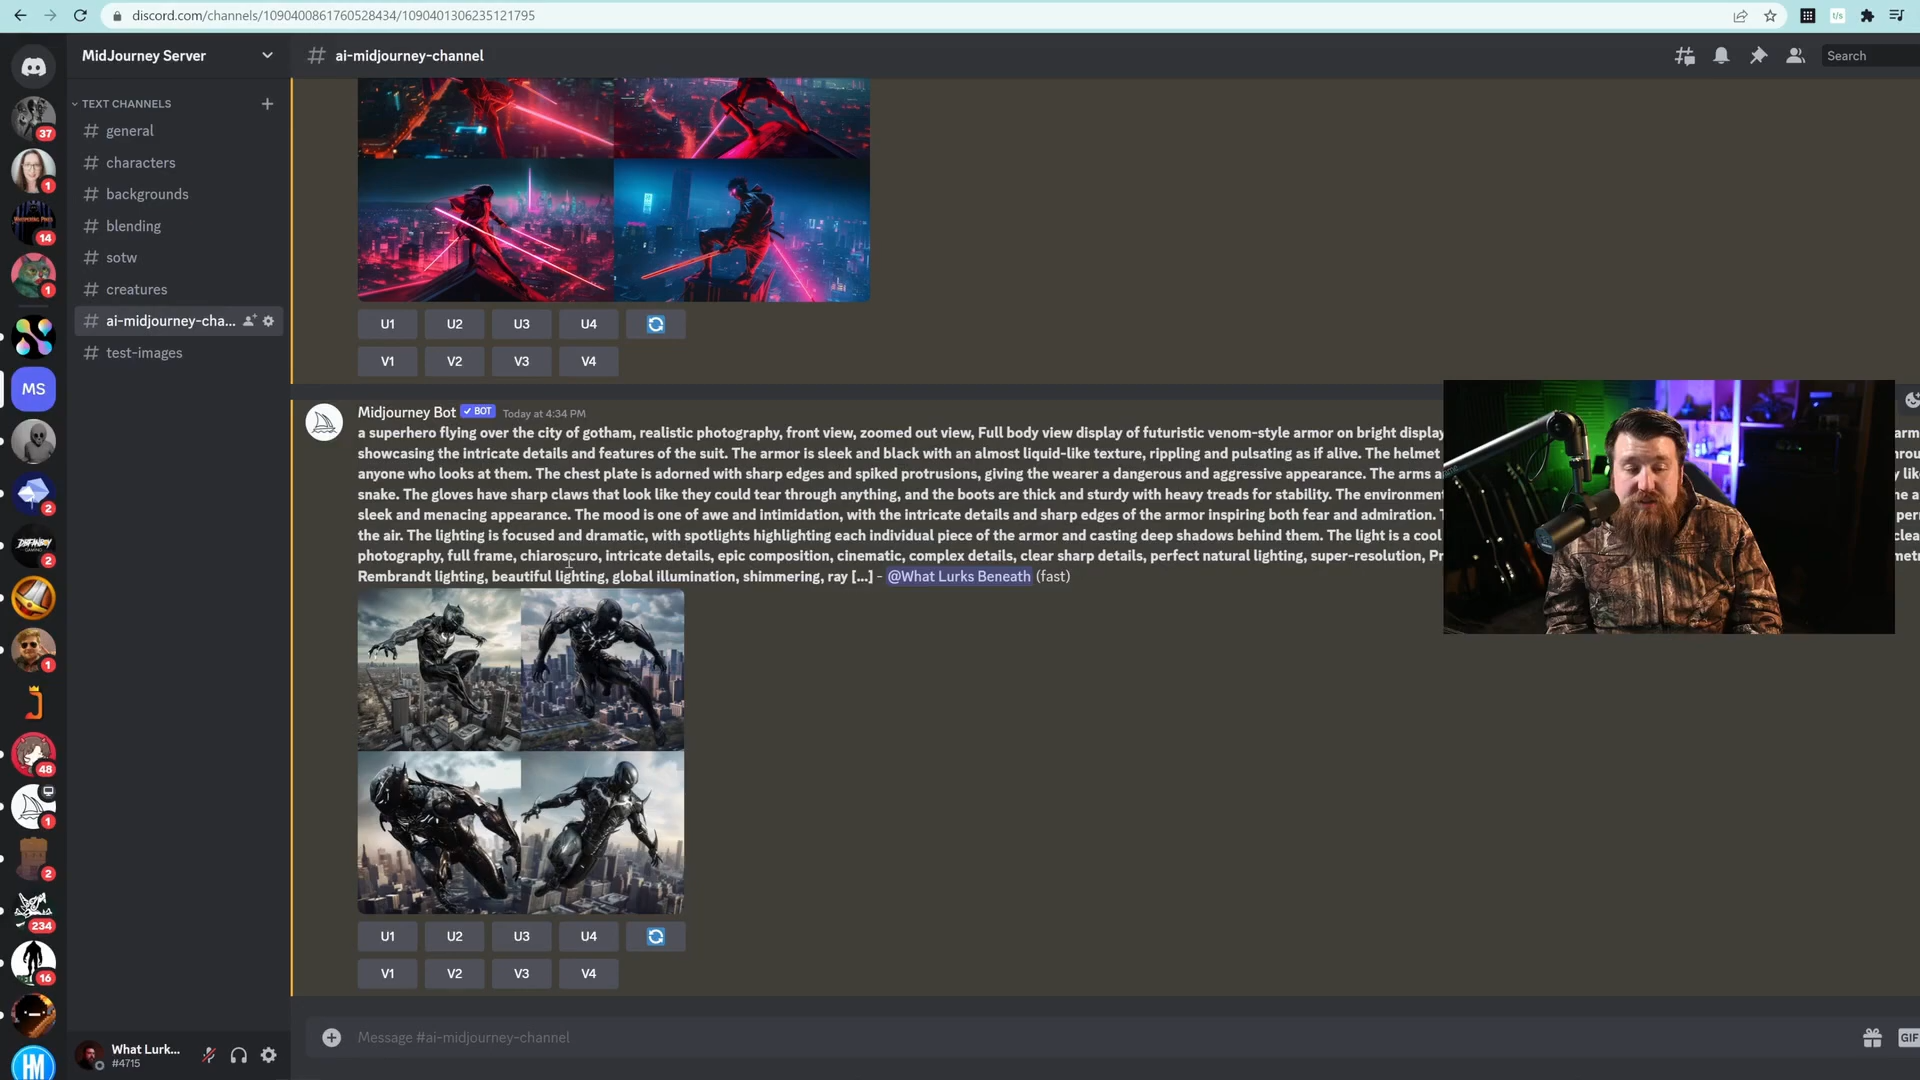 discord.com/channels/1090400861760528434/1090401306235121795
t/s
MidJourney Server
ai-midjourney-channel
Search
TEXT CHANNELS
general
characters
backgrounds
blending
sotw
creatures
ai-midjourney-cha...
test-images
37
1
14
1
MS
2
2
1
48
1
2
234
16
HM
U1 U2 U3 U4
V1 V2 V3 V4
Midjourney Bot BOT Today at 4:34 PM
a superhero flying over the city of gotham, realistic photography, front view, zoomed out view, Full body view display of futuristic venom-style armor on bright display
showcasing the intricate details and features of the suit. The armor is sleek and black with an almost liquid-like texture, rippling and pulsating as if alive. The helmet
anyone who looks at them. The chest plate is adorned with sharp edges and spiked protrusions, giving the wearer a dangerous and aggressive appearance. The arms a
snake. The gloves have sharp claws that look like they could tear through anything, and the boots are thick and sturdy with heavy treads for stability. The environment
sleek and menacing appearance. The mood is one of awe and intimidation, with the intricate details and sharp edges of the armor inspiring both fear and admiration. T
the air. The lighting is focused and dramatic, with spotlights highlighting each individual piece of the armor and casting deep shadows behind them. The light is a cool
photography, full frame, chiaroscuro, intricate details, epic composition, cinematic, complex details, clear sharp details, perfect natural lighting, super-resolution, Pr
Rembrandt lighting, beautiful lighting, global illumination, shimmering, ray [...] - @What Lurks Beneath (fast)
U1 U2 U3 U4
V1 V2 V3 V4
Message #ai-midjourney-channel
GIF
What Lurk...
#4715